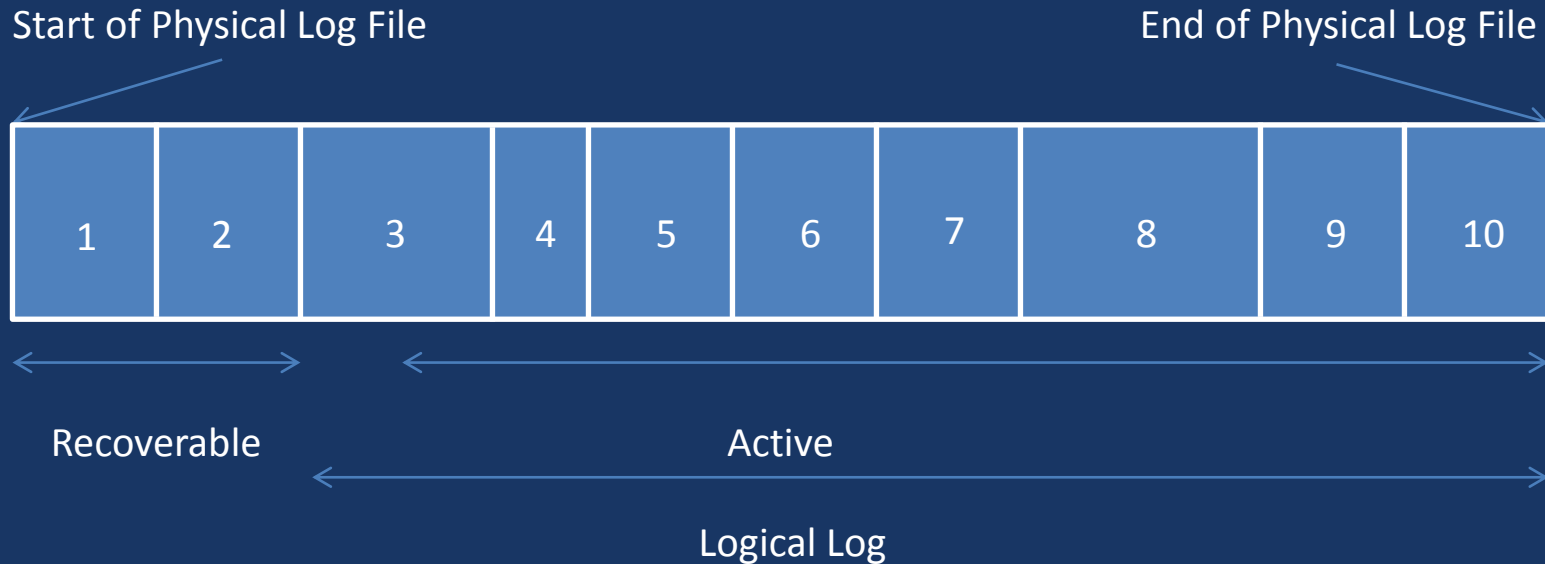 Start of Physical Log File
End of Physical Log File
1
2
3
4
5
6
7
8
9
10
Recoverable
Active
Logical Log